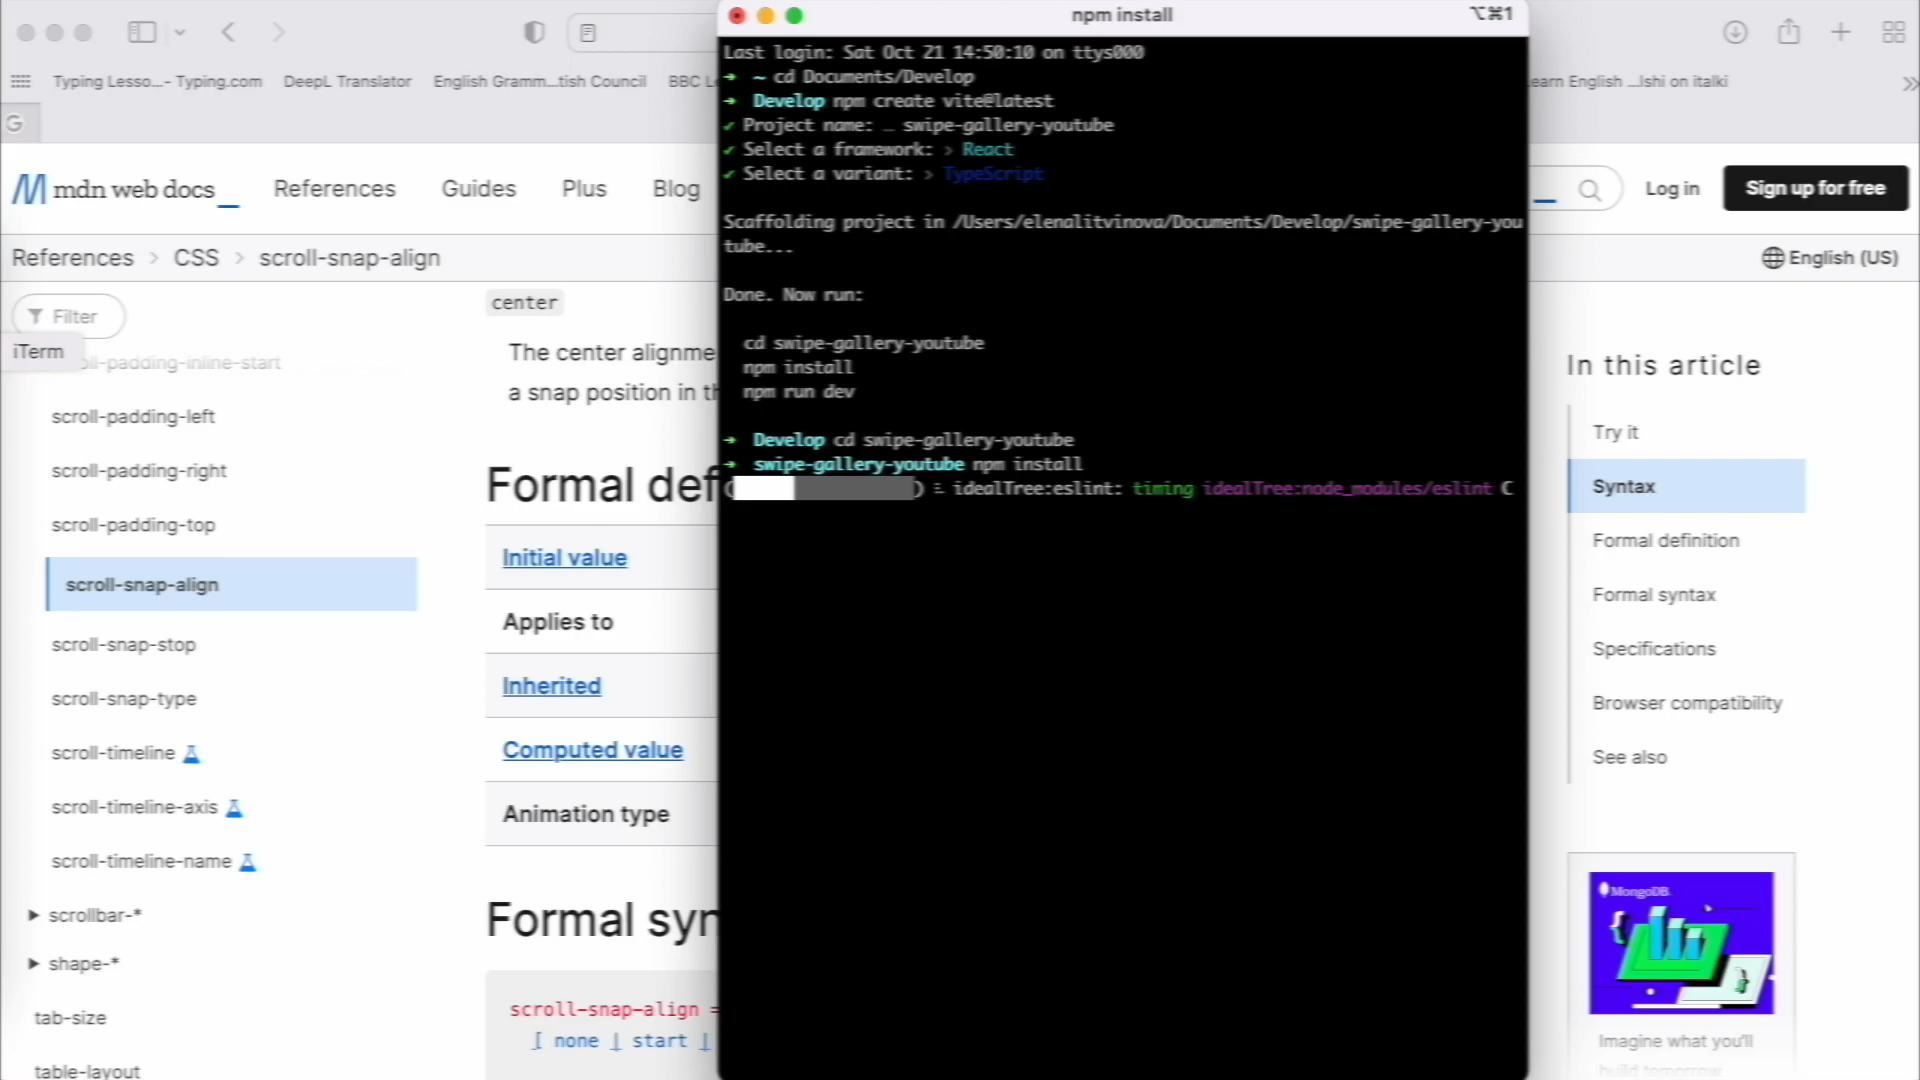 npm install
⌥⌘1
Typing Lesso...- Typing.com
DeepL Translator
English Gramm...tish Council
BBC L
earn English ...lshi on italki
G
mdn web docs_
References
Guides
Plus
Blog
Log in
Sign up for free
References > CSS > scroll-snap-align
English (US)
Filter
iTerm
oll-padding-inline-start
scroll-padding-left
scroll-padding-right
scroll-padding-top
scroll-snap-align
scroll-snap-stop
scroll-snap-type
scroll-timeline
scroll-timeline-axis
scroll-timeline-name
scrollbar-*
shape-*
tab-size
table-layout
center
The center alignme
a snap position in th
Formal def
Initial value
Applies to
Inherited
Computed value
Animation type
Formal syn
scroll-snap-align =
[ none | start |
Last login: Sat Oct 21 14:50:10 on ttys000
→ ~ cd Documents/Develop
→ Develop npm create vite@latest
✔ Project name: … swipe-gallery-youtube
✔ Select a framework: › React
✔ Select a variant: › TypeScript
Scaffolding project in /Users/elenalitvinova/Documents/Develop/swipe-gallery-you
tube...
Done. Now run:
cd swipe-gallery-youtube
npm install
npm run dev
→ Develop cd swipe-gallery-youtube
→ swipe-gallery-youtube npm install
idealTree:eslint: timing idealTree:node_modules/eslint C
In this article
Try it
Syntax
Formal definition
Formal syntax
Specifications
Browser compatibility
See also
MongoDB
Imagine what you'll
build tomorrow